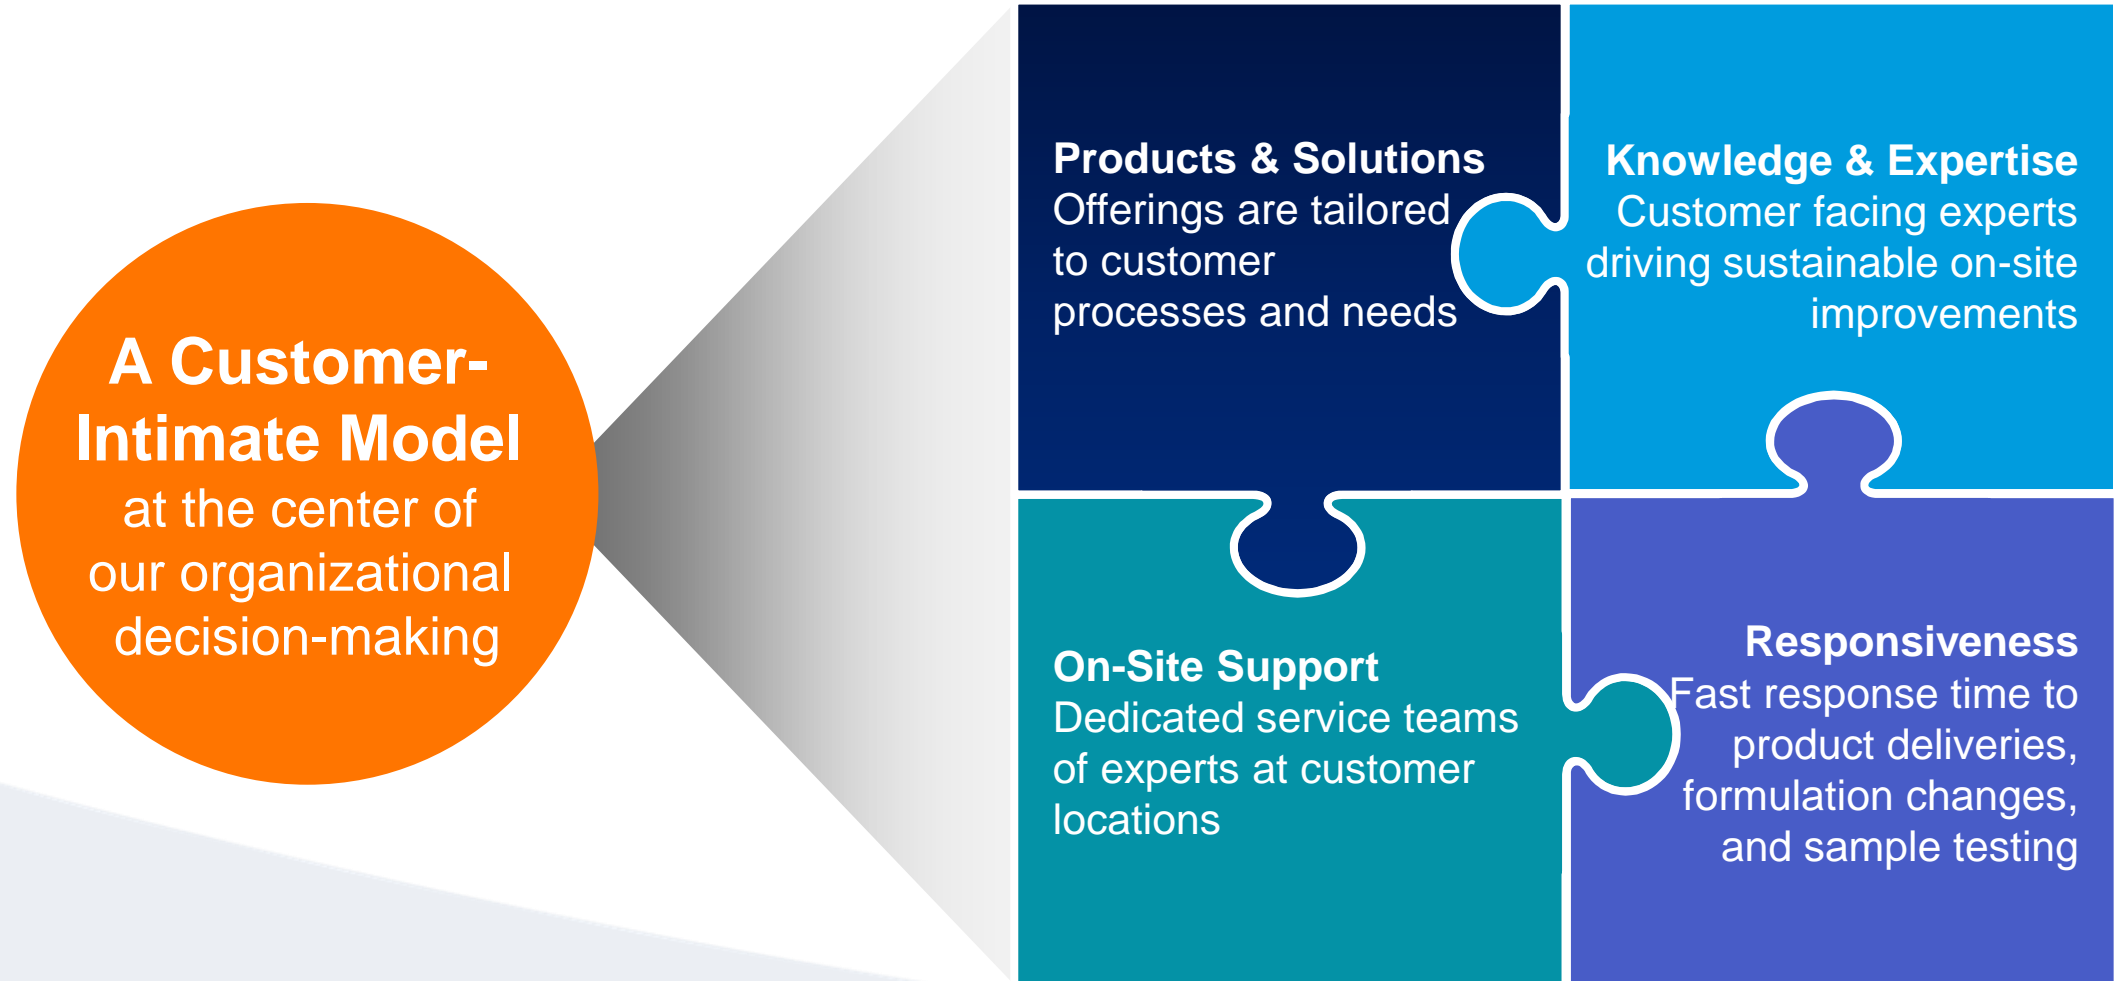 A Customer-
Intimate Model
at the center of
our organizational
decision-making
Products & Solutions
Offerings are tailored
to customer
processes and needs
Knowledge & Expertise
Customer facing experts
driving sustainable on-site
improvements
On-Site Support
Dedicated service teams
of experts at customer
locations
Responsiveness
Fast response time to
product deliveries,
formulation changes,
and sample testing